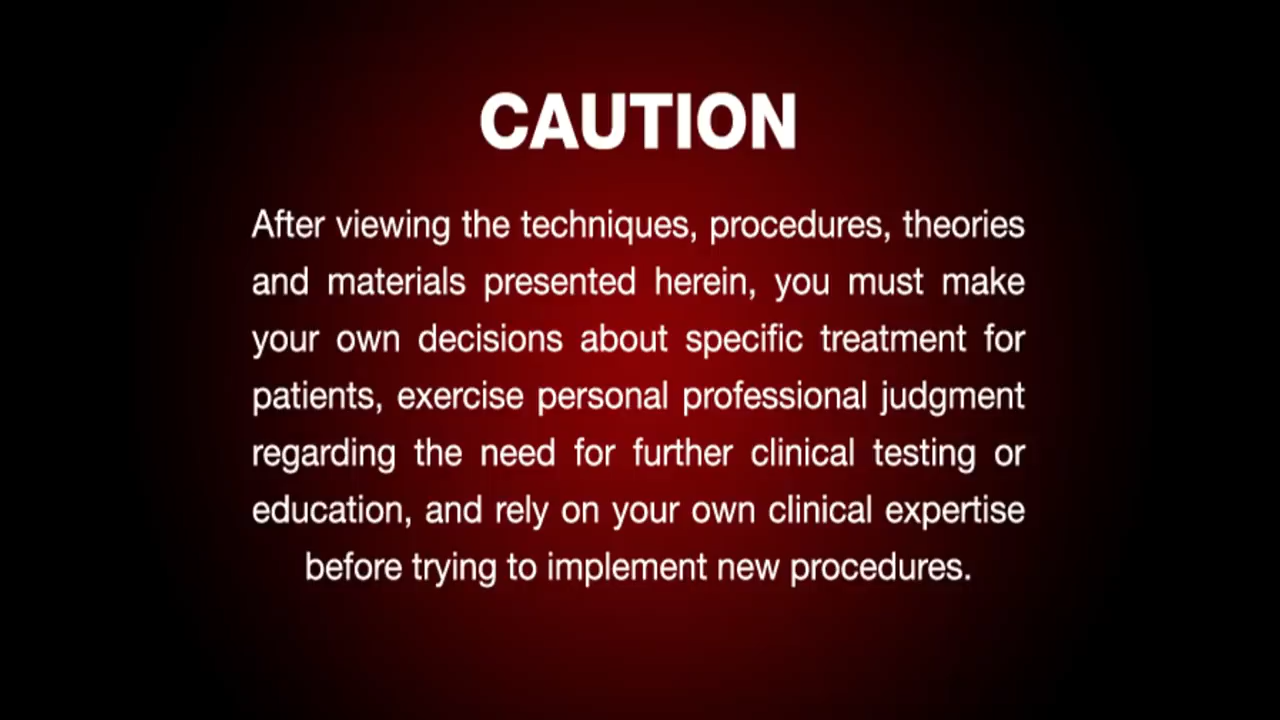 CAUTION
After viewing the techniques, procedures, theories
and materials presented herein, you must make
your own decisions about specific treatment for
patients, exercise personal professional judgment
regarding the need for further clinical testing or
education, and rely on your own clinical expertise
before trying to implement new procedures.